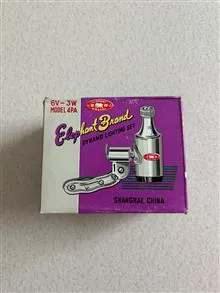 6V-3W
MODEL 4PA
Elephant Brand
DYNAMO LIGHTING SET
SHANGHAI, CHINA